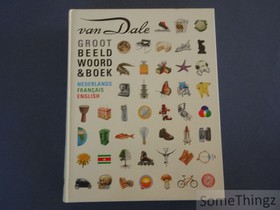 van Dale
GROOT
BEELD
WOORD
& BOEK
NEDERLANDS
FRANÇAIS
ENGLISH
SomeThingz